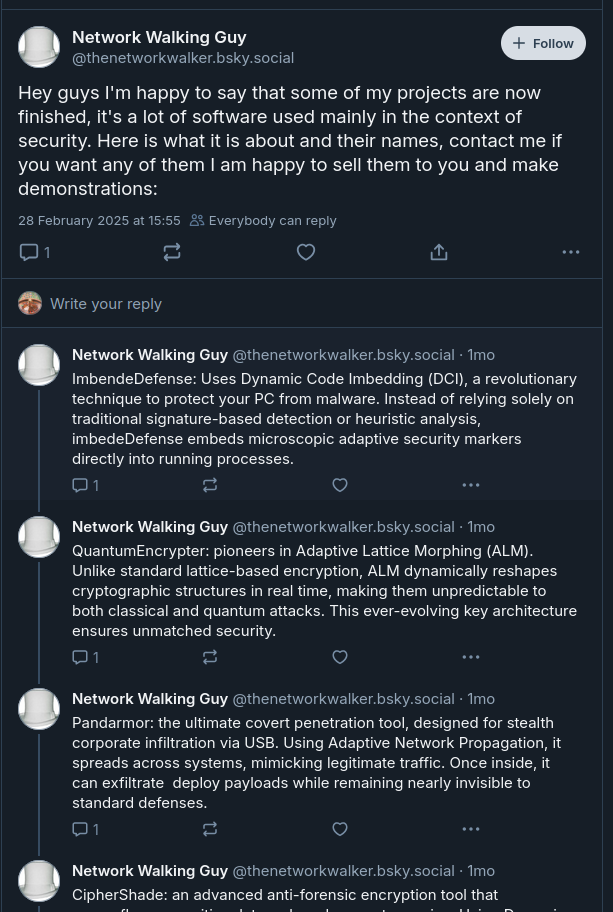 Network Walking Guy
@thenetworkwalker.bsky.social
+ Follow
Hey guys I'm happy to say that some of my projects are now
finished, it's a lot of software used mainly in the context of
security. Here is what it is about and their names, contact me if
you want any of them I am happy to sell them to you and make
demonstrations:
28 February 2025 at 15:55 Everybody can reply
1
Write your reply
Network Walking Guy @thenetworkwalker.bsky.social · 1mo
ImbendeDefense: Uses Dynamic Code Imbedding (DCI), a revolutionary
technique to protect your PC from malware. Instead of relying solely on
traditional signature-based detection or heuristic analysis,
imbedeDefense embeds microscopic adaptive security markers
directly into running processes.
1
Network Walking Guy @thenetworkwalker.bsky.social · 1mo
QuantumEncrypter: pioneers in Adaptive Lattice Morphing (ALM).
Unlike standard lattice-based encryption, ALM dynamically reshapes
cryptographic structures in real time, making them unpredictable to
both classical and quantum attacks. This ever-evolving key architecture
ensures unmatched security.
1
Network Walking Guy @thenetworkwalker.bsky.social · 1mo
Pandarmor: the ultimate covert penetration tool, designed for stealth
corporate infiltration via USB. Using Adaptive Network Propagation, it
spreads across systems, mimicking legitimate traffic. Once inside, it
can exfiltrate  deploy payloads while remaining nearly invisible to
standard defenses.
1
Network Walking Guy @thenetworkwalker.bsky.social · 1mo
CipherShade: an advanced anti-forensic encryption tool that